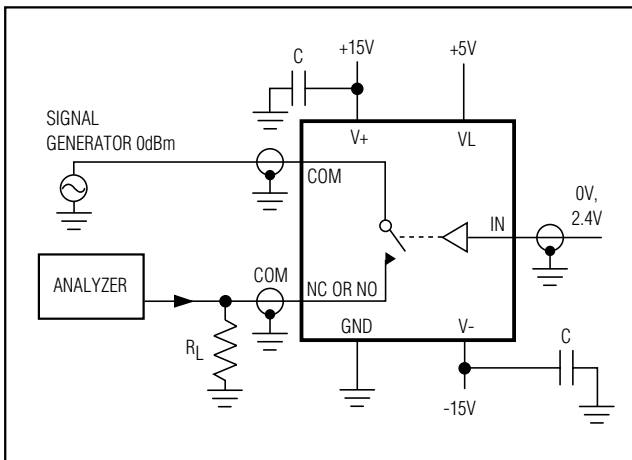 +15V
+5V
C
V+
VL
SIGNAL
GENERATOR 0dBm
COM
IN
0V,
2.4V
ANALYZER
COM
NC OR NO
RL
GND
V-
C
-15V